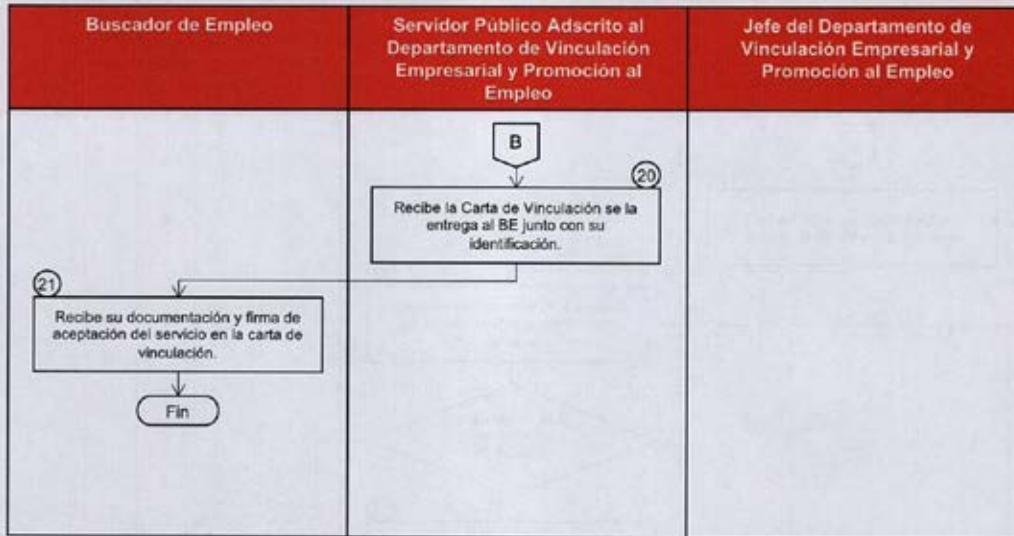 Buscador de Empleo
Servidor Público Adscrito al
Departamento de Vinculación
Empresarial y Promoción al
Empleo
Jefe del Departamento de
Vinculación Empresarial y
Promoción al Empleo
B
20
Recibe la Carta de Vinculación se la
entrega al BE junto con su
identificación.
21
Recibe su documentación y firma de
aceptación del servicio en la carta de
vinculación.
Fin